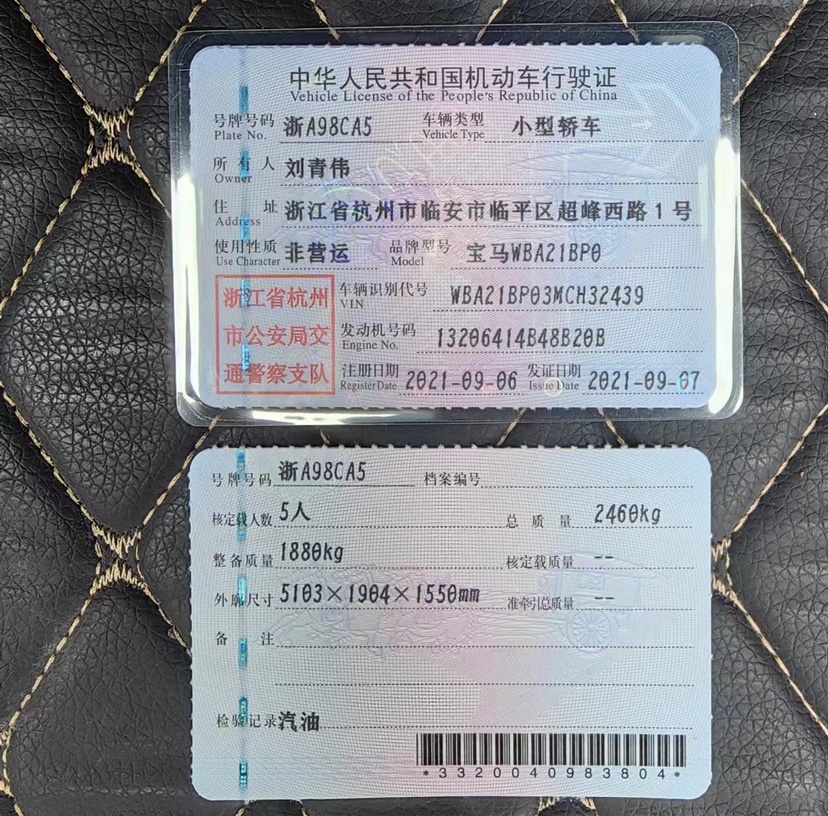 中华人民共和国机动车行驶证
Vehicle License of the People's Republic of China
号牌号码 浙A98CA5 车辆类型 小型轿车
Plate No. Vehicle Type
所有人 刘青伟
Owner
住址 浙江省杭州市临安市临平区超峰西路1号
Address
使用性质 非营运 品牌型号 宝马WBA21BP0
Use Character Model
浙江省杭州
市公安局交
通警察支队
车辆识别代号 WBA21BP03MCH32439
VIN
发动机号码 13206414B48B20B
Engine No.
注册日期 2021-09-06 发证日期 2021-09-07
Register Date Issue Date
号牌号码 浙A98CA5 档案编号
核定载人数 5人 总质量 2460kg
整备质量 1880kg 核定载质量 --
外廓尺寸 5103×1904×1550mm 准牵引总质量 --
备注
检验记录 汽油
*3320040983804*